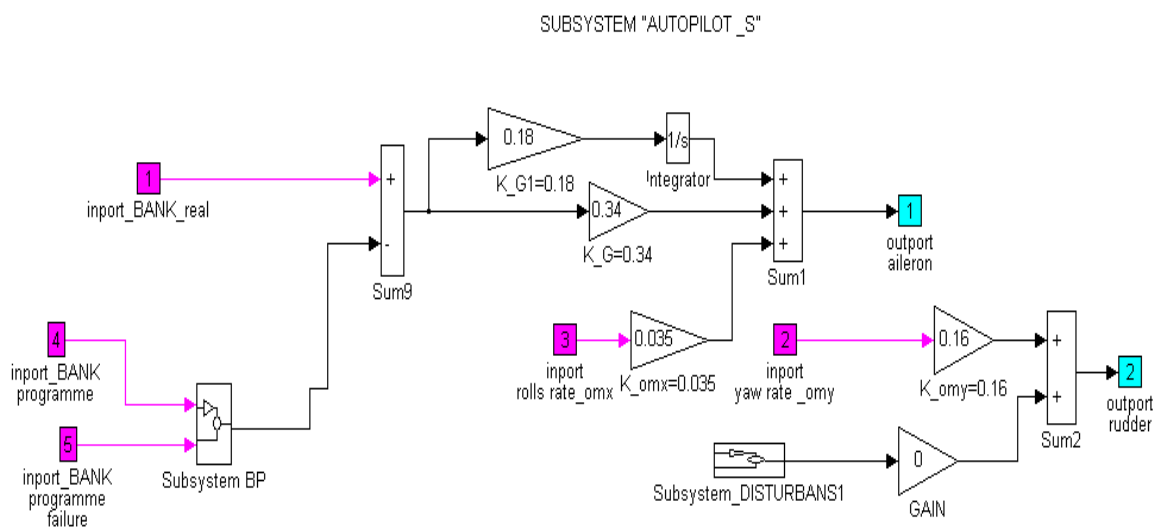 SUBSYSTEM "AUTOPILOT _S"
0.18
K_G1=0.18
1/s
Integrator
1
inport_BANK_real
+
-
Sum9
0.34
K_G=0.34
+
+
+
Sum1
1
outport
aileron
4
inport_BANK
programme
5
inport_BANK
programme
failure
Subsystem BP
3
inport
rolls rate_omx
0.035
K_omx=0.035
2
inport
yaw rate _omy
0.16
K_omy=0.16
+
+
Sum2
2
outport
rudder
Subsystem_DISTURBANS1
0
GAIN